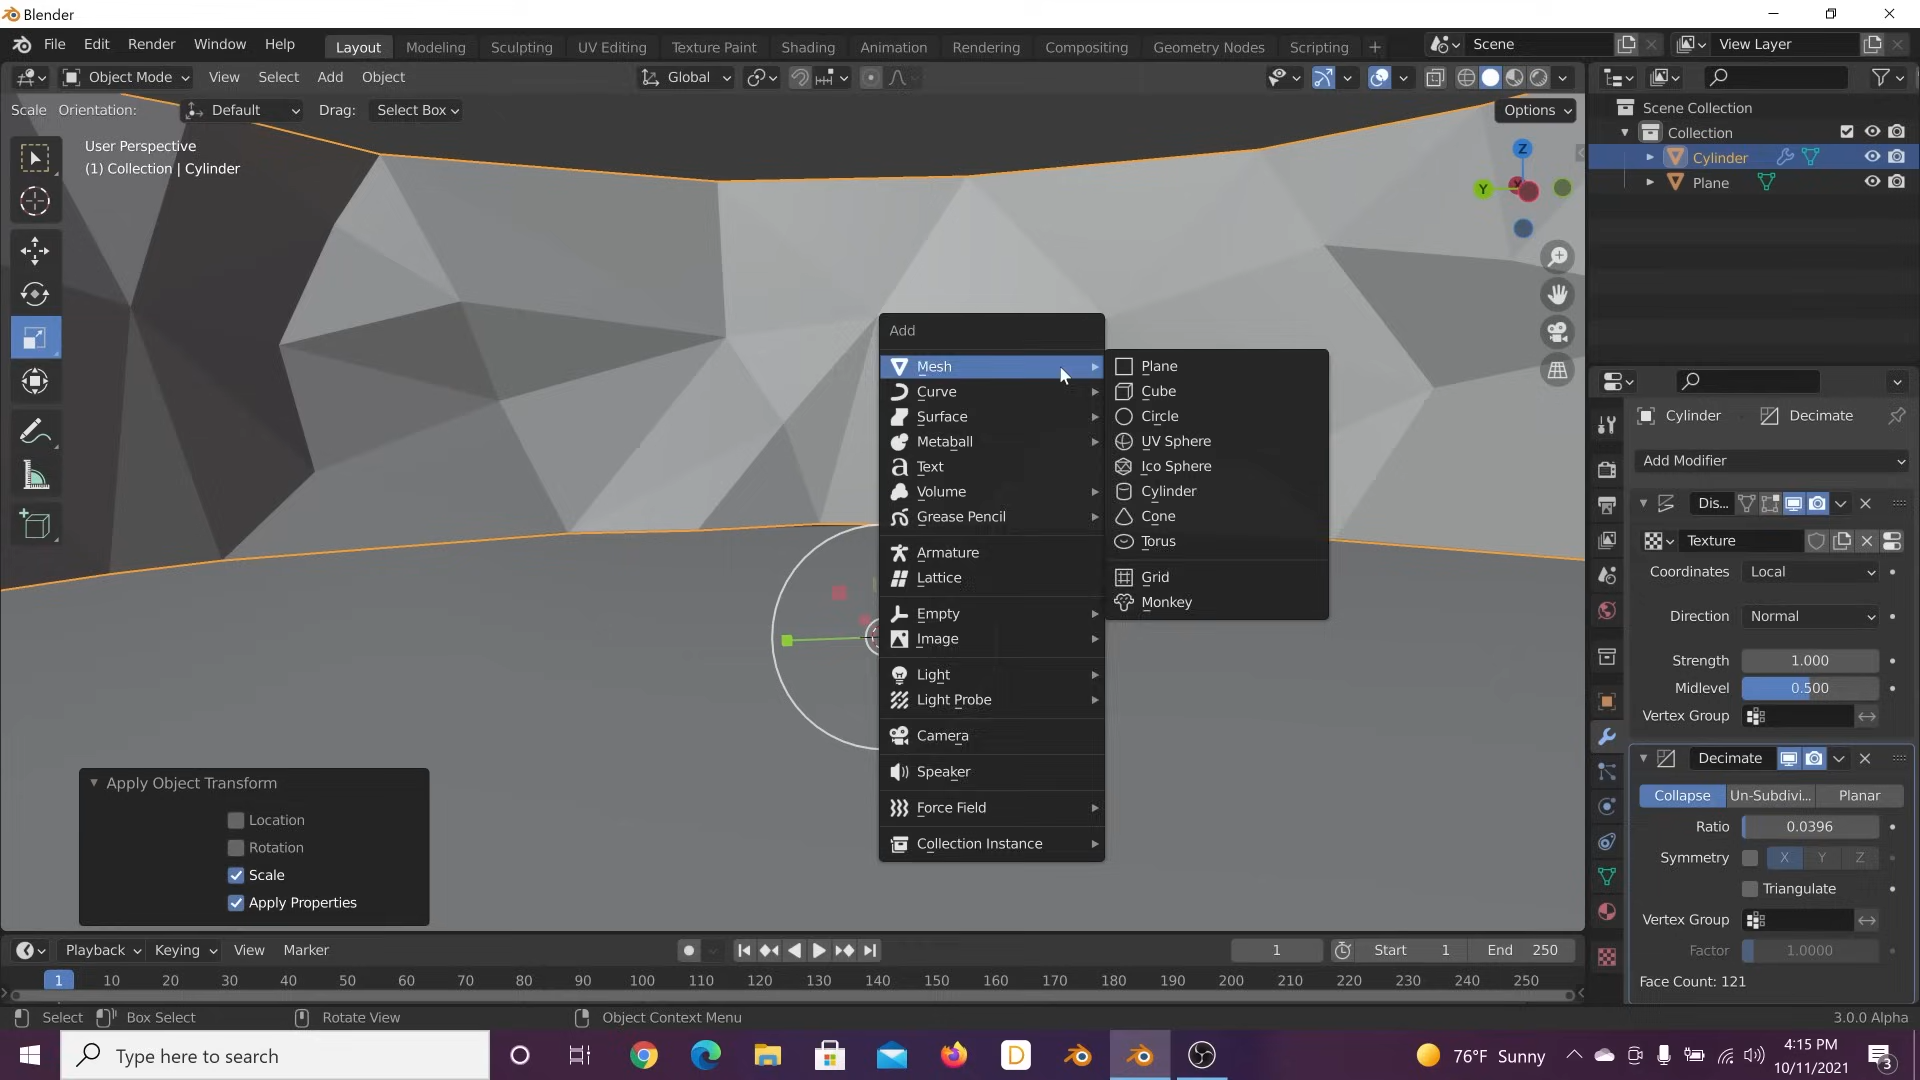 Blender
File Edit Render Window Help Layout Modeling Sculpting UV Editing Texture Paint Shading Animation Rendering Compositing Geometry Nodes Scripting + Scene View Layer
Object Mode View Select Add Object Global
Scale Orientation: Default Drag: Select Box Options
User Perspective
(1) Collection | Cylinder
Z
Y
X
Scene Collection
Collection
Cylinder
Plane
Add
Mesh
Curve
Surface
Metaball
Text
Volume
Grease Pencil
Armature
Lattice
Empty
Image
Light
Light Probe
Camera
Speaker
Force Field
Collection Instance
Plane
Cube
Circle
UV Sphere
Ico Sphere
Cylinder
Cone
Torus
Grid
Monkey
Cylinder Decimate
Add Modifier
Dis...
Texture
Coordinates Local
Direction Normal
Strength 1.000
Midlevel 0.500
Vertex Group
Decimate
Collapse Un-Subdivi... Planar
Ratio 0.0396
Symmetry X Y Z
Triangulate
Vertex Group
Factor 1.0000
Face Count: 121
Apply Object Transform
Location
Rotation
Scale
Apply Properties
Playback Keying View Marker 1 Start 1 End 250
1 10 20 30 40 50 60 70 80 90 100 110 120 130 140 150 160 170 180 190 200 210 220 230 240 250
Select Box Select Rotate View Object Context Menu 3.0.0 Alpha
Type here to search D 76°F Sunny 4:15 PM
10/11/2021 3